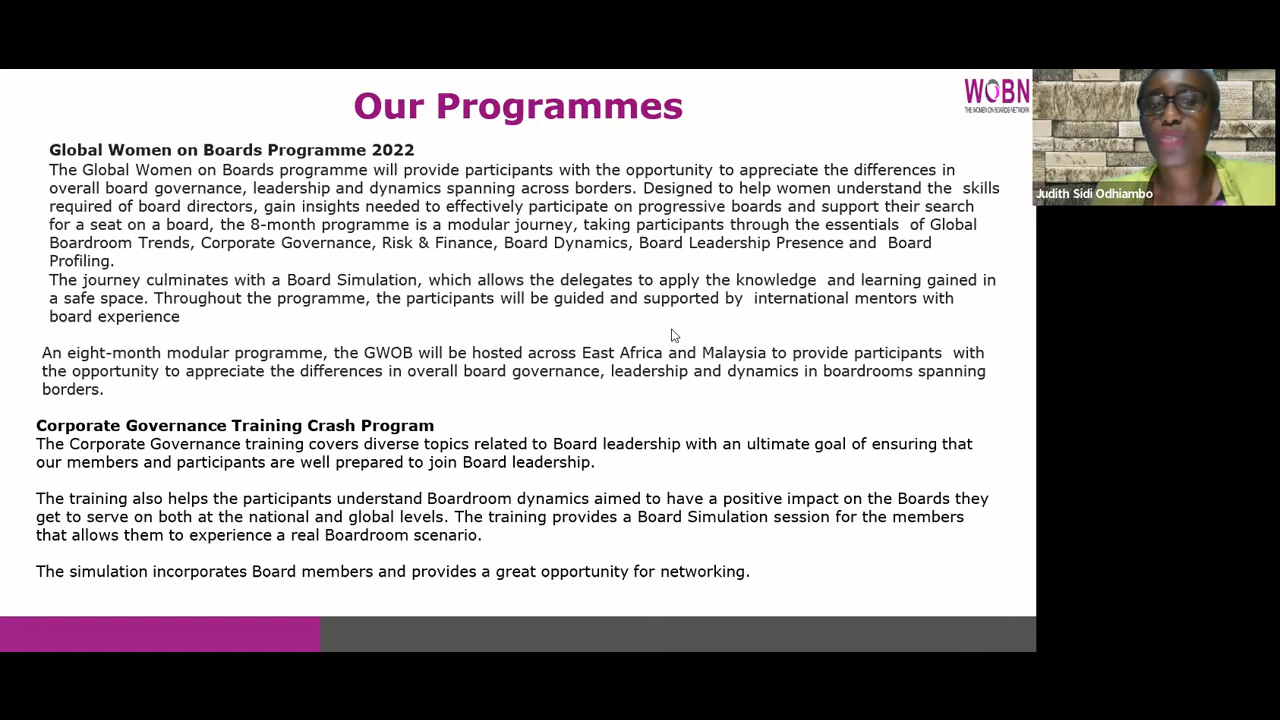 Our Programmes
WOBN
THE WOMEN ON BOARDS NETWORK
Judith Sidi Odhiambo
Global Women on Boards Programme 2022
The Global Women on Boards programme will provide participants with the opportunity to appreciate the differences in
overall board governance, leadership and dynamics spanning across borders. Designed to help women understand the skills
required of board directors, gain insights and to effectively participate on progressive boards and support their search
for a seat on a board, the 8-month programme is a modular journey, taking participants through the essentials of Global
Boardroom Trends, Corporate Governance, Risk & Finance, Board Dynamics, Board Leadership Presence and Board
Profiling.
The journey culminates with a Board Simulation, which allows the delegates to apply the knowledge and learning gained in
a safe space. Throughout the programme, the participants will be guided and supported by international mentors with
board experience
An eight-month modular programme, the GWOB will be hosted across East Africa and Malaysia to provide participants with
the opportunity to appreciate the differences in overall board governance, leadership and dynamics in boardrooms spanning
borders.
Corporate Governance Training Crash Program
The Corporate Governance training covers diverse topics related to Board leadership with an ultimate goal of ensuring that
our members and participants are well prepared to join Board leadership.
The training also helps the participants understand Boardroom dynamics aimed to have a positive impact on the Boards they
get to serve on both at the national and global levels. The training provides a Board Simulation session for the members
that allows them to experience a real Boardroom scenario.
The simulation incorporates Board members and provides a great opportunity for networking.